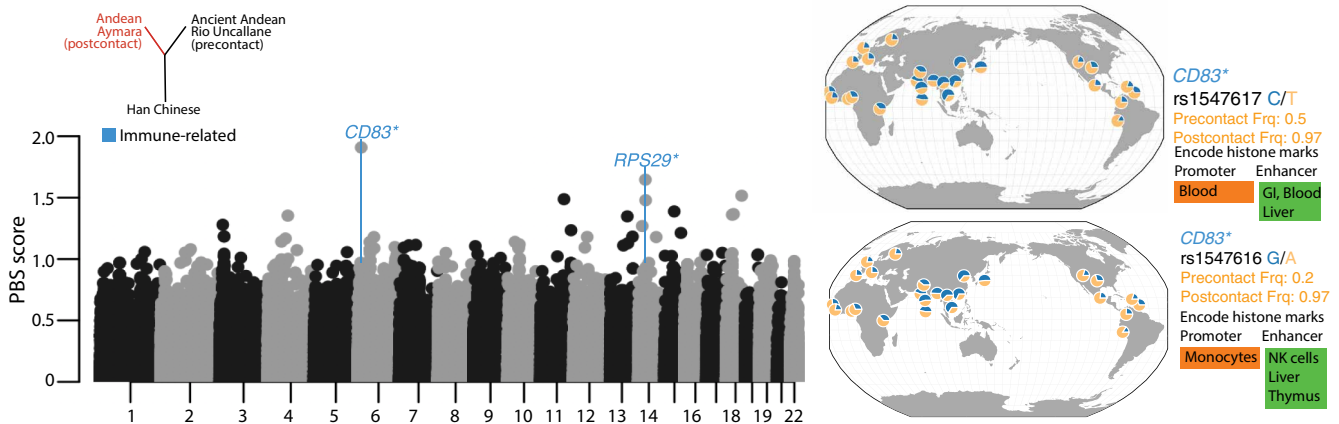 Andean
Aymara
(postcontact)
Ancient Andean
Rio Uncallane
(precontact)
Han Chinese
Immune-related
PBS score
2.0
1.5
1.0
0.5
0
CD83*
RPS29*
1 2 3 4 5 6 7 8 9 10 11 12 13 14 16 18 19 22
CD83*
rs1547617 C/T
Precontact Frq: 0.5
Postcontact Frq: 0.97
Encode histone marks
Promoter Enhancer
Blood
GI, Blood
Liver
CD83*
rs1547616 G/A
Precontact Frq: 0.2
Postcontact Frq: 0.97
Encode histone marks
Promoter Enhancer
Monocytes
NK cells
Liver
Thymus